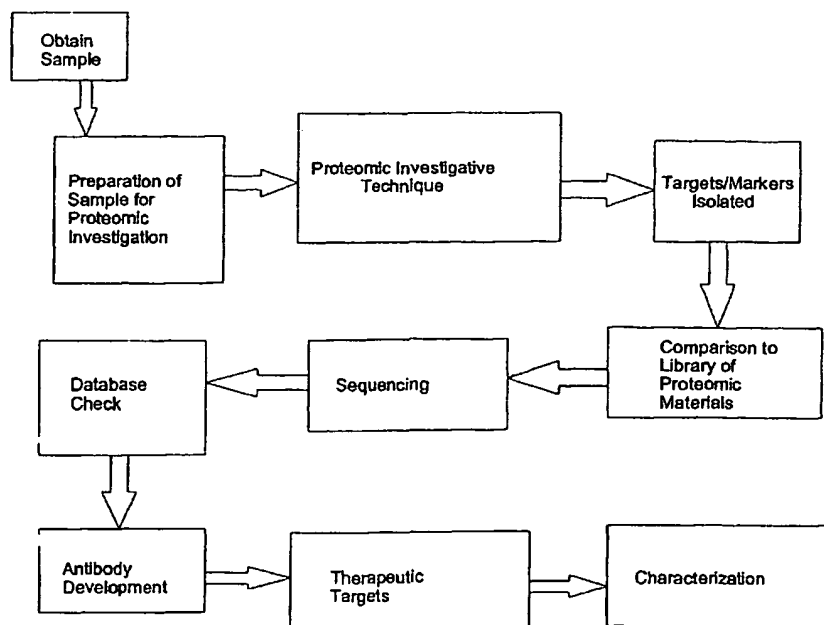 Obtain
Sample
Preparation of
Sample for
Proteomic
Investigation
Proteomic Investigative
Technique
Targets/Markers
Isolated
Comparison to
Library of
Proteomic
Materials
Sequencing
Database
Check
Antibody
Development
Therapeutic
Targets
Characterization